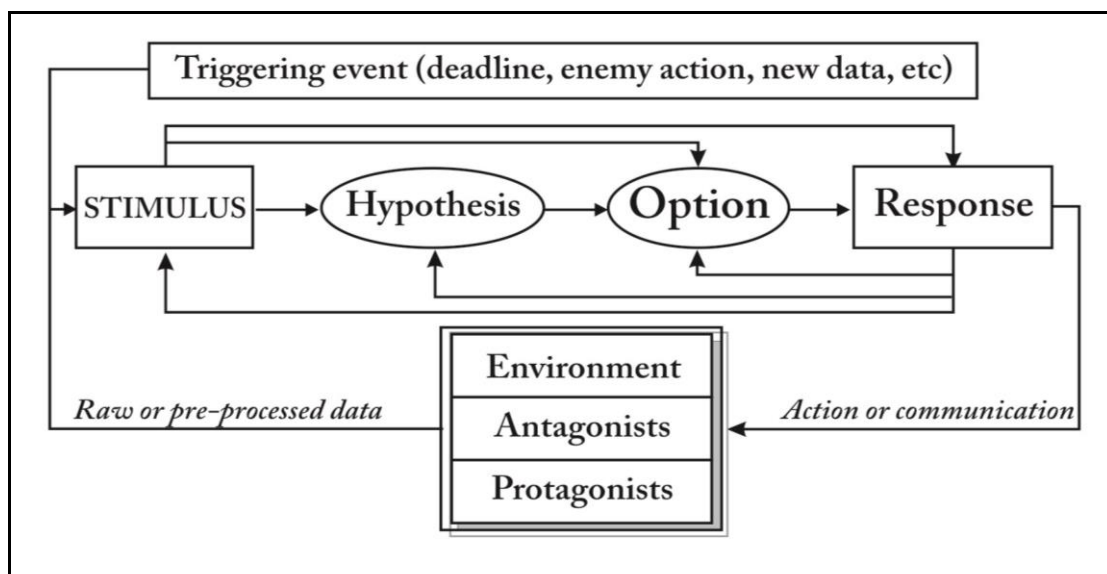 Triggering event (deadline, enemy action, new data, etc)
STIMULUS
Hypothesis
Option
Response
Environment
Raw or pre-processed data
Action or communication
Antagonists
Protagonists